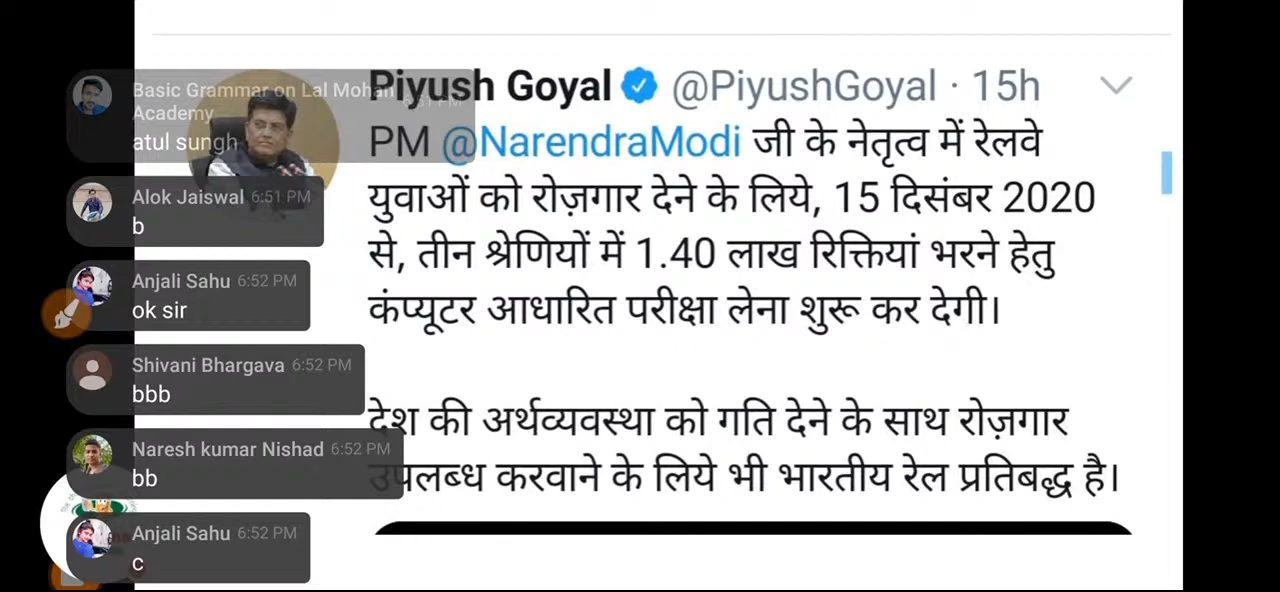 Piyush Goyal @PiyushGoyal · 15h
PM @NarendraModi जी के नेतृत्व में रेलवे
युवाओं को रोज़गार देने के लिये, 15 दिसंबर 2020
से, तीन श्रेणियों में 1.40 लाख रिक्तियां भरने हेतु
कंप्यूटर आधारित परीक्षा लेना शुरू कर देगी।
देश की अर्थव्यवस्था को गति देने के साथ रोज़गार
उपलब्ध करवाने के लिये भी भारतीय रेल प्रतिबद्ध है।
Basic Grammar on Lal Mohan
Academy 6:51 PM
atul sungh
Alok Jaiswal 6:51 PM
b
Anjali Sahu 6:52 PM
ok sir
Shivani Bhargava 6:52 PM
bbb
Naresh kumar Nishad 6:52 PM
bb
Anjali Sahu 6:52 PM
c